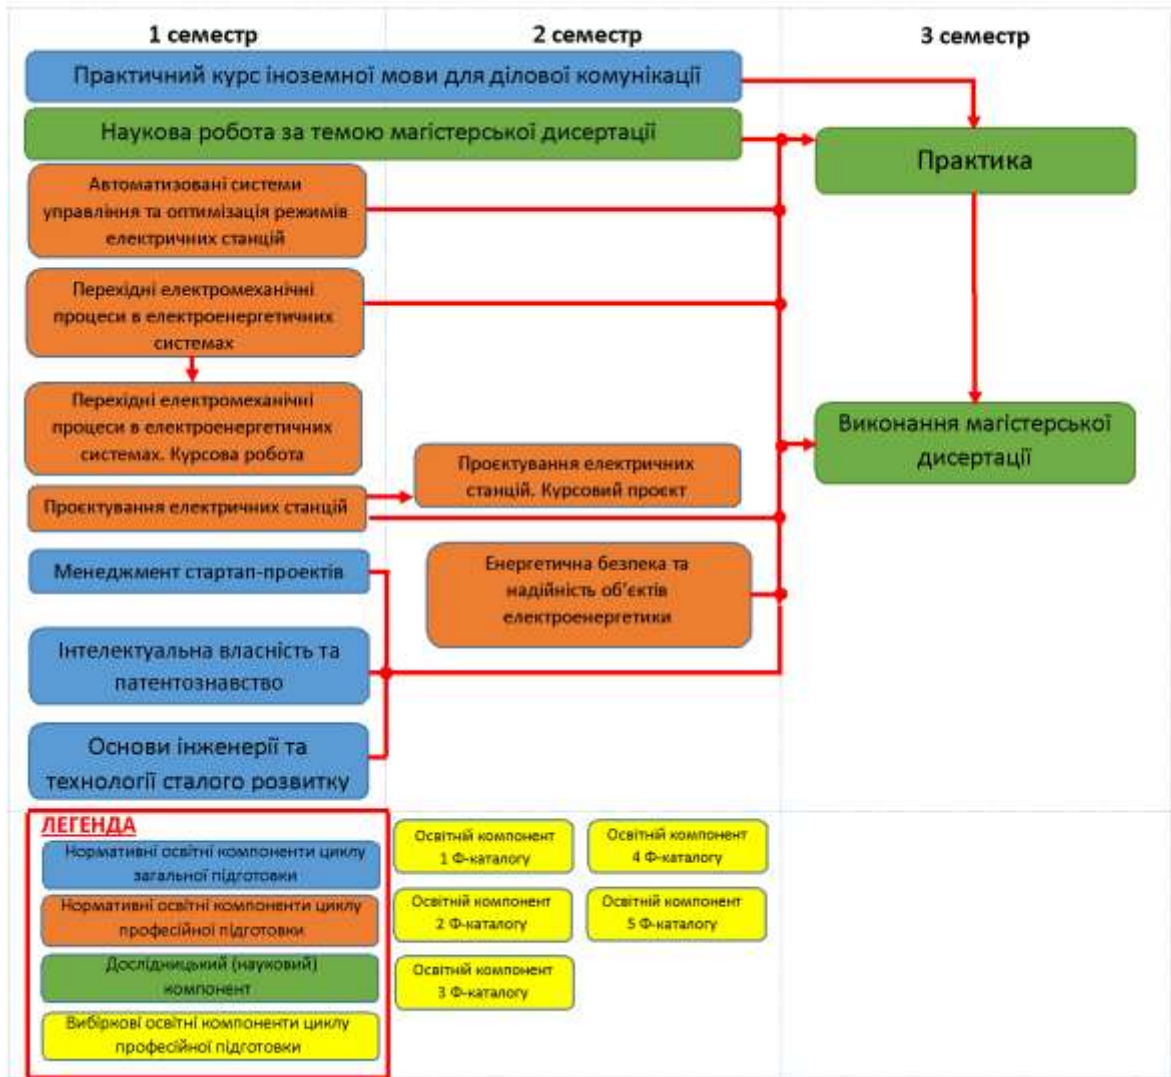 1 семестр
2 семестр
3 семестр
Практичний курс іноземної мови для ділової комунікації
Наукова робота за темою магістерської дисертації
Практика
Автоматизовані системи
управління та оптимізація режимів
електричних станцій
Перехідні електромеханічні
процеси в електроенергетичних
системах
Перехідні електромеханічні
процеси в електроенергетичних
системах. Курсова робота
Виконання магістерської
дисертації
Проєктування електричних
станцій. Курсовий проєкт
Проєктування електричних станцій
Менеджмент стартап-проектів
Енергетична безпека та
надійність об'єктів
електроенергетики
Інтелектуальна власність та
патентознавство
Основи інженерії та
технології сталого розвитку
ЛЕГЕНДА
Нормативні освітні компоненти циклу
загальної підготовки
Нормативні освітні компоненти циклу
професійної підготовки
Дослідницький (науковий)
компонент
Вибіркові освітні компоненти циклу
професійної підготовки
Освітній компонент
1 Ф-каталогу
Освітній компонент
4 Ф-каталогу
Освітній компонент
2 Ф-каталогу
Освітній компонент
5 Ф-каталогу
Освітній компонент
3 Ф-каталогу